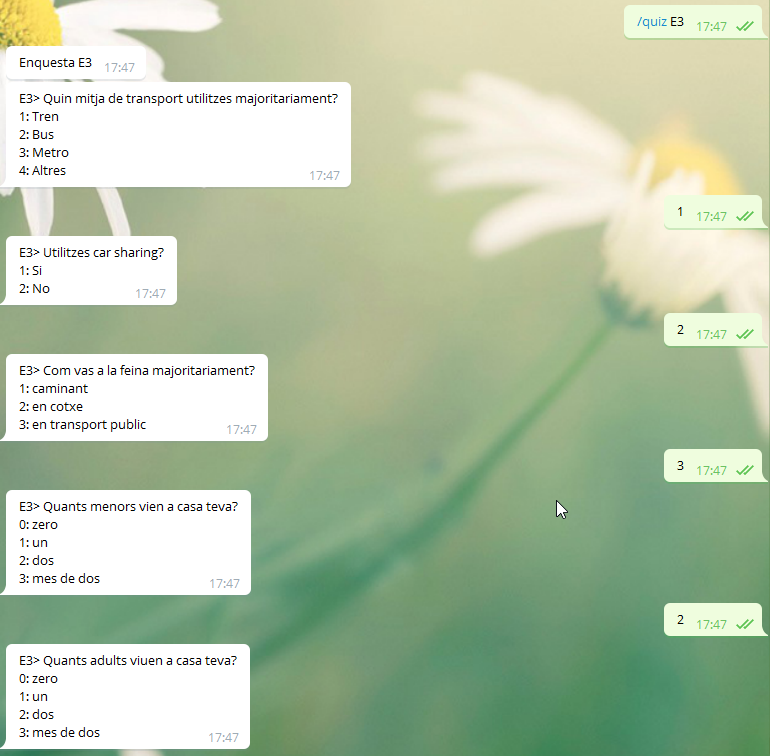 /quiz E3 17:47
Enquesta E3 17:47
E3> Quin mitja de transport utilitzes majoritariament?
1: Tren
2: Bus
3: Metro
4: Altres 17:47
1 17:47
E3> Utilitzes car sharing?
1: Si
2: No 17:47
2 17:47
E3> Com vas a la feina majoritariament?
1: caminant
2: en cotxe
3: en transport public 17:47
3 17:47
E3> Quants menors vien a casa teva?
0: zero
1: un
2: dos
3: mes de dos 17:47
2 17:47
E3> Quants adults viuen a casa teva?
0: zero
1: un
2: dos
3: mes de dos 17:47